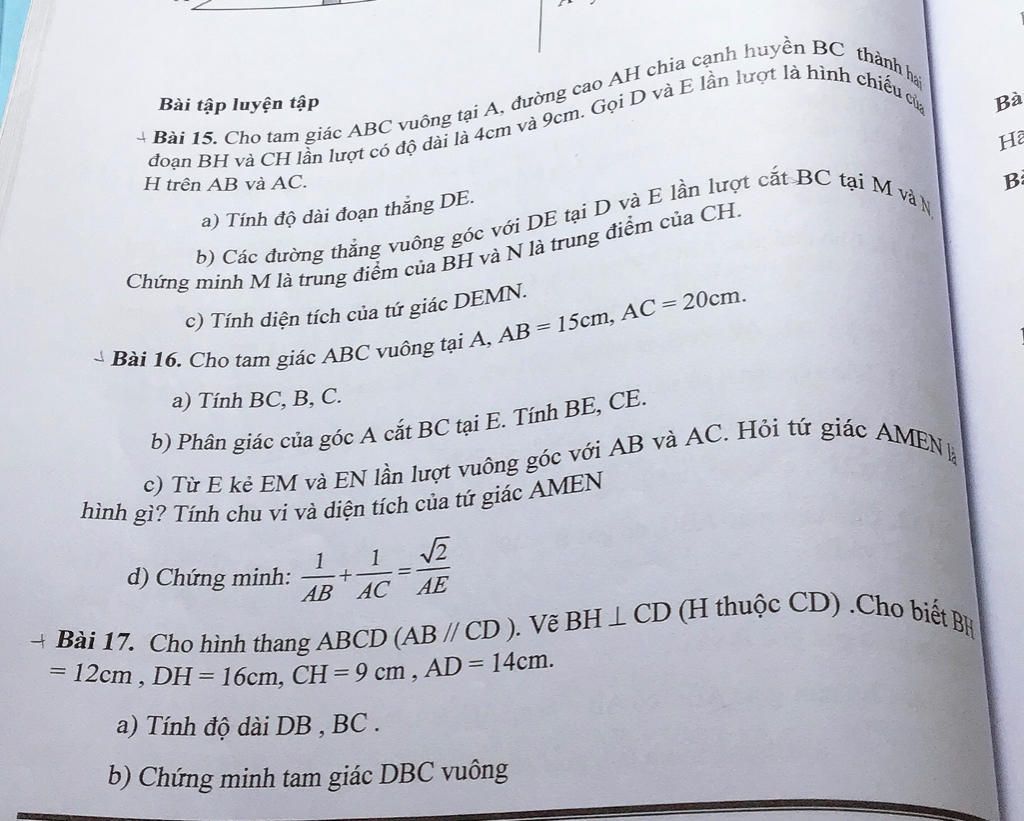 Bài tập luyện tập
Bài 15. Cho tam giác ABC vuông tại A, đường cao AH chia cạnh huyền BC thành hai
đoạn BH và CH lần lượt có độ dài là 4cm và 9cm. Gọi D và E lần lượt là hình chiếu của
H trên AB và AC.
a) Tính độ dài đoạn thẳng DE.
b) Các đường thẳng vuông góc với DE tại D và E lần lượt cắt BC tại M và N.
Chứng minh M là trung điểm của BH và N là trung điểm của CH.
c) Tính diện tích của tứ giác DEMN.
Bài 16. Cho tam giác ABC vuông tại A, AB = 15cm, AC = 20cm.
a) Tính BC, B, C.
b) Phân giác của góc A cắt BC tại E. Tính BE, CE.
c) Từ E kẻ EM và EN lần lượt vuông góc với AB và AC. Hỏi tứ giác AMEN là
hình gì? Tính chu vi và diện tích của tứ giác AMEN
d) Chứng minh: 1/AB + 1/AC = √2/AE
Bài 17. Cho hình thang ABCD (AB // CD ). Vẽ BH ⊥ CD (H thuộc CD) .Cho biết BH
= 12cm , DH = 16cm, CH = 9 cm , AD = 14cm.
a) Tính độ dài DB , BC .
b) Chứng minh tam giác DBC vuông
Bà